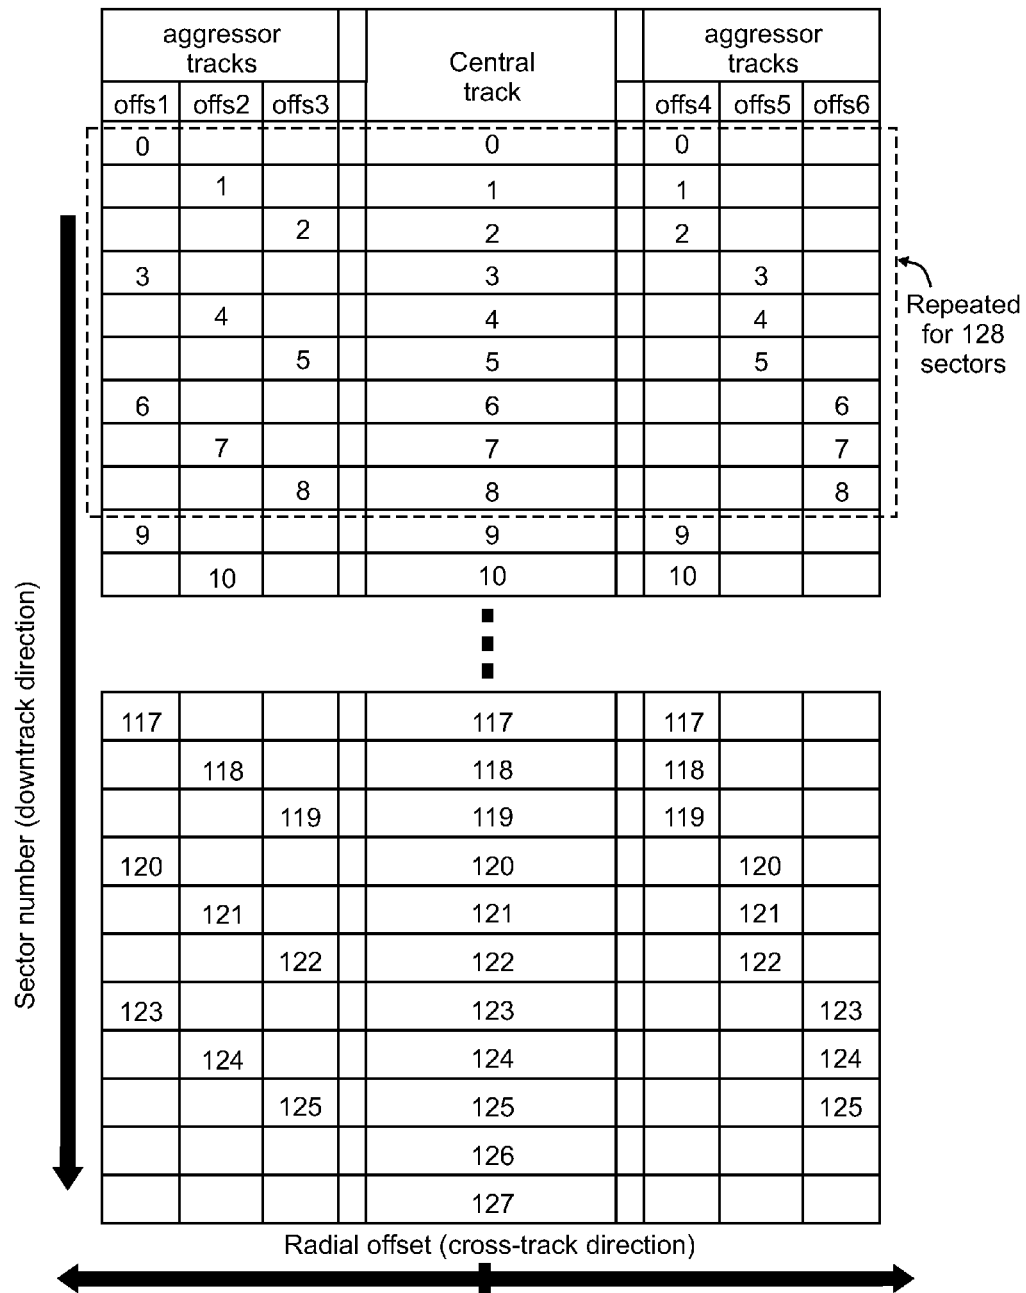 aggressor tracks Central track aggressor tracks
offs1 offs2 offs3 offs4 offs5 offs6
0 0 0
1 1 1
2 2 2
3 3 3
4 4 4
5 5 5
6 6 6
7 7 7
8 8 8
9 9 9
10 10 10
Repeated
for 128
sectors
117 117 117
118 118 118
119 119 119
120 120 120
121 121 121
122 122 122
123 123 123
124 124 124
125 125 125
126
127
Sector number (downtrack direction)
Radial offset (cross-track direction)